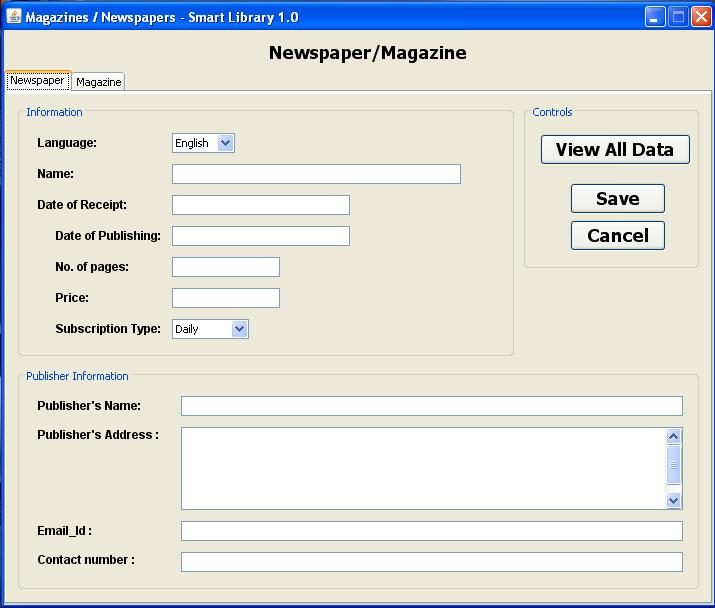 Magazines / Newspapers - Smart Library 1.0
Newspaper/Magazine
Newspaper Magazine
Information
Language: English
Name:
Date of Receipt:
Date of Publishing:
No. of pages:
Price:
Subscription Type: Daily
Controls
View All Data
Save
Cancel
Publisher Information
Publisher's Name:
Publisher's Address :
Email_Id :
Contact number :